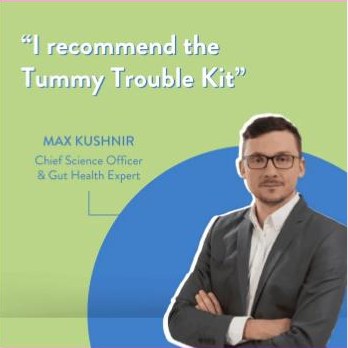 “I recommend the
Tummy Trouble Kit”
MAX KUSHNIR
Chief Science Officer
& Gut Health Expert